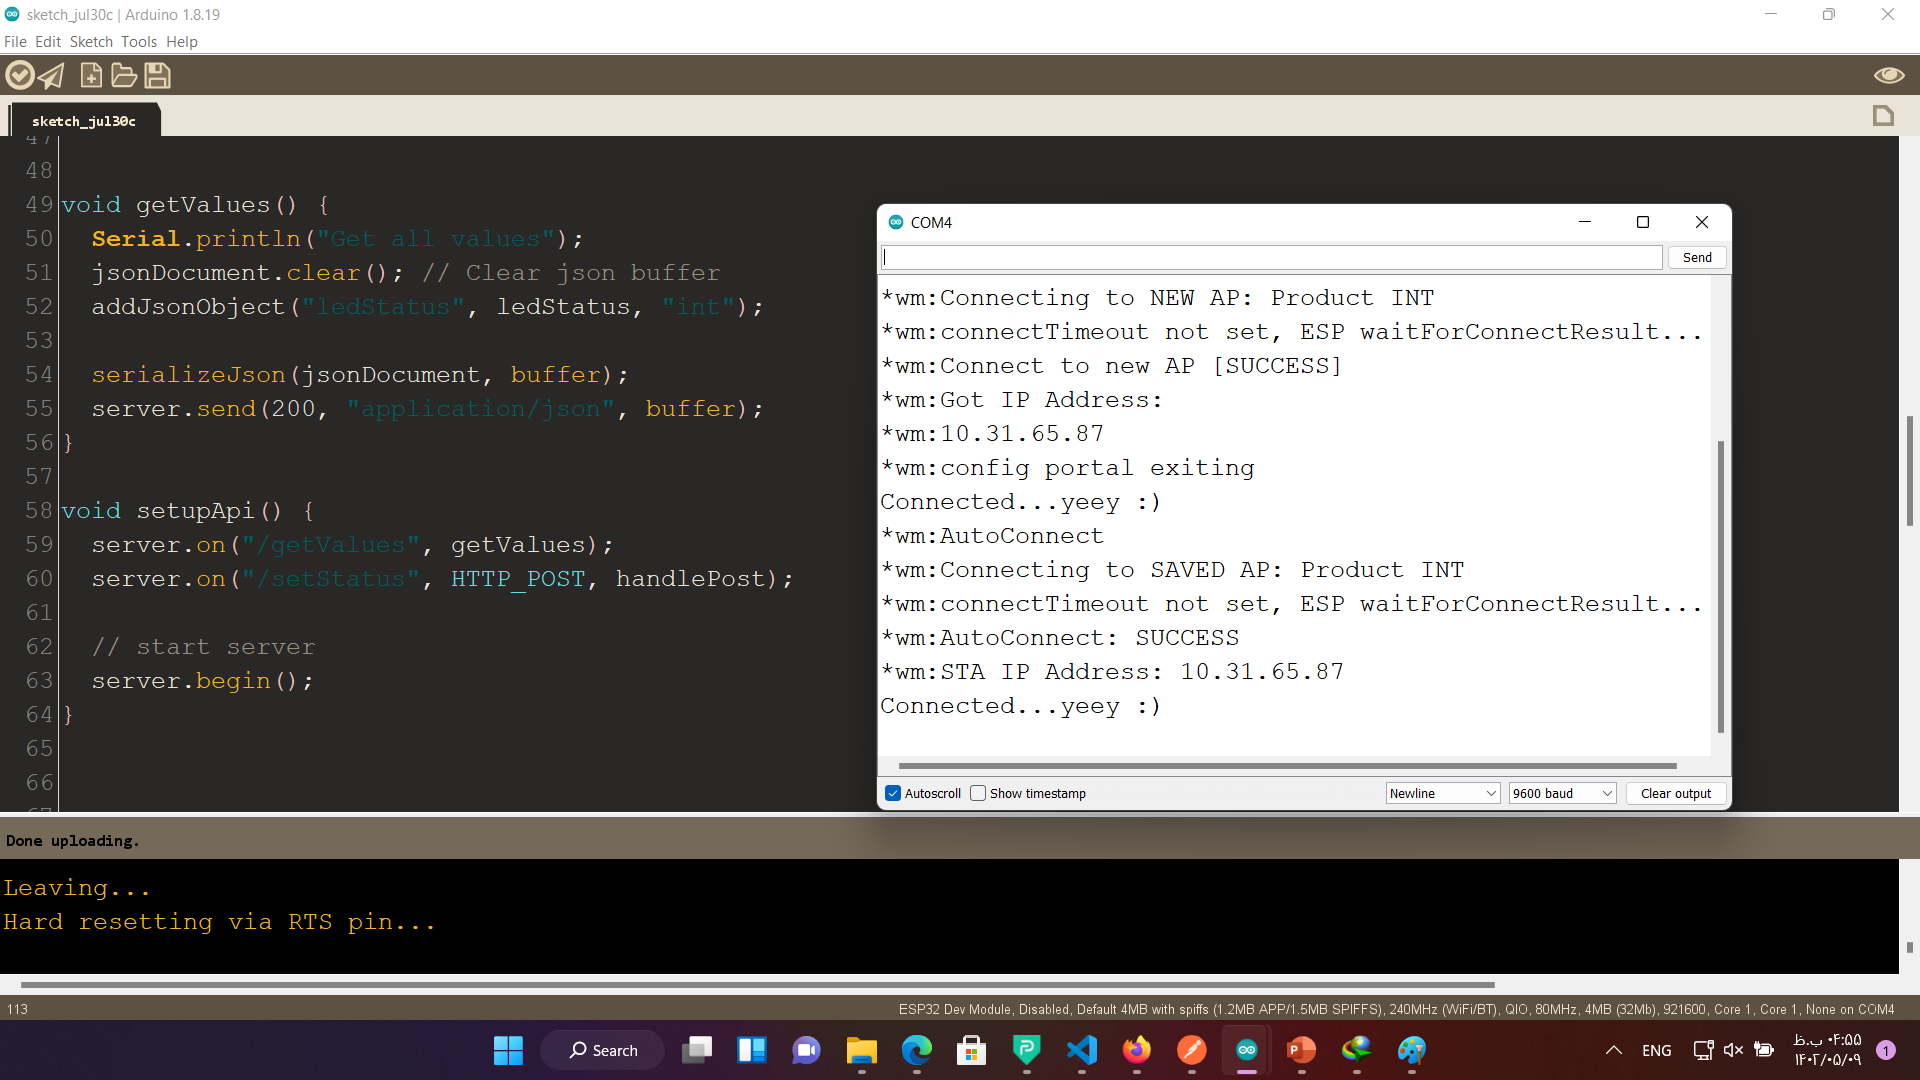 sketch_jul30c | Arduino 1.8.19
File Edit Sketch Tools Help
sketch_jul30c
47
48
49 void getValues() {
50 Serial.println("Get all values");
51 jsonDocument.clear(); // Clear json buffer
52 addJsonObject("ledStatus", ledStatus, "int");
53
54 serializeJson(jsonDocument, buffer);
55 server.send(200, "application/json", buffer);
56 }
57
58 void setupApi() {
59 server.on("/getValues", getValues);
60 server.on("/setStatus", HTTP_POST, handlePost);
61
62 // start server
63 server.begin();
64 }
65
66
67
COM4
Send
*wm:Connecting to NEW AP: Product INT
*wm:connectTimeout not set, ESP waitForConnectResult...
*wm:Connect to new AP [SUCCESS]
*wm:Got IP Address:
*wm:10.31.65.87
*wm:config portal exiting
Connected...yeey :)
*wm:AutoConnect
*wm:Connecting to SAVED AP: Product INT
*wm:connectTimeout not set, ESP waitForConnectResult...
*wm:AutoConnect: SUCCESS
*wm:STA IP Address: 10.31.65.87
Connected...yeey :)
Autoscroll Show timestamp Newline 9600 baud Clear output
Done uploading.
Leaving...
Hard resetting via RTS pin...
113 ESP32 Dev Module, Disabled, Default 4MB with spiffs (1.2MB APP/1.5MB SPIFFS), 240MHz (WiFi/BT), QIO, 80MHz, 4MB (32Mb), 921600, Core 1, Core 1, None on COM4
Search
ENG
۰۴:۵۵ ب.ظ
۱۴۰۲/۰۵/۰۹
1